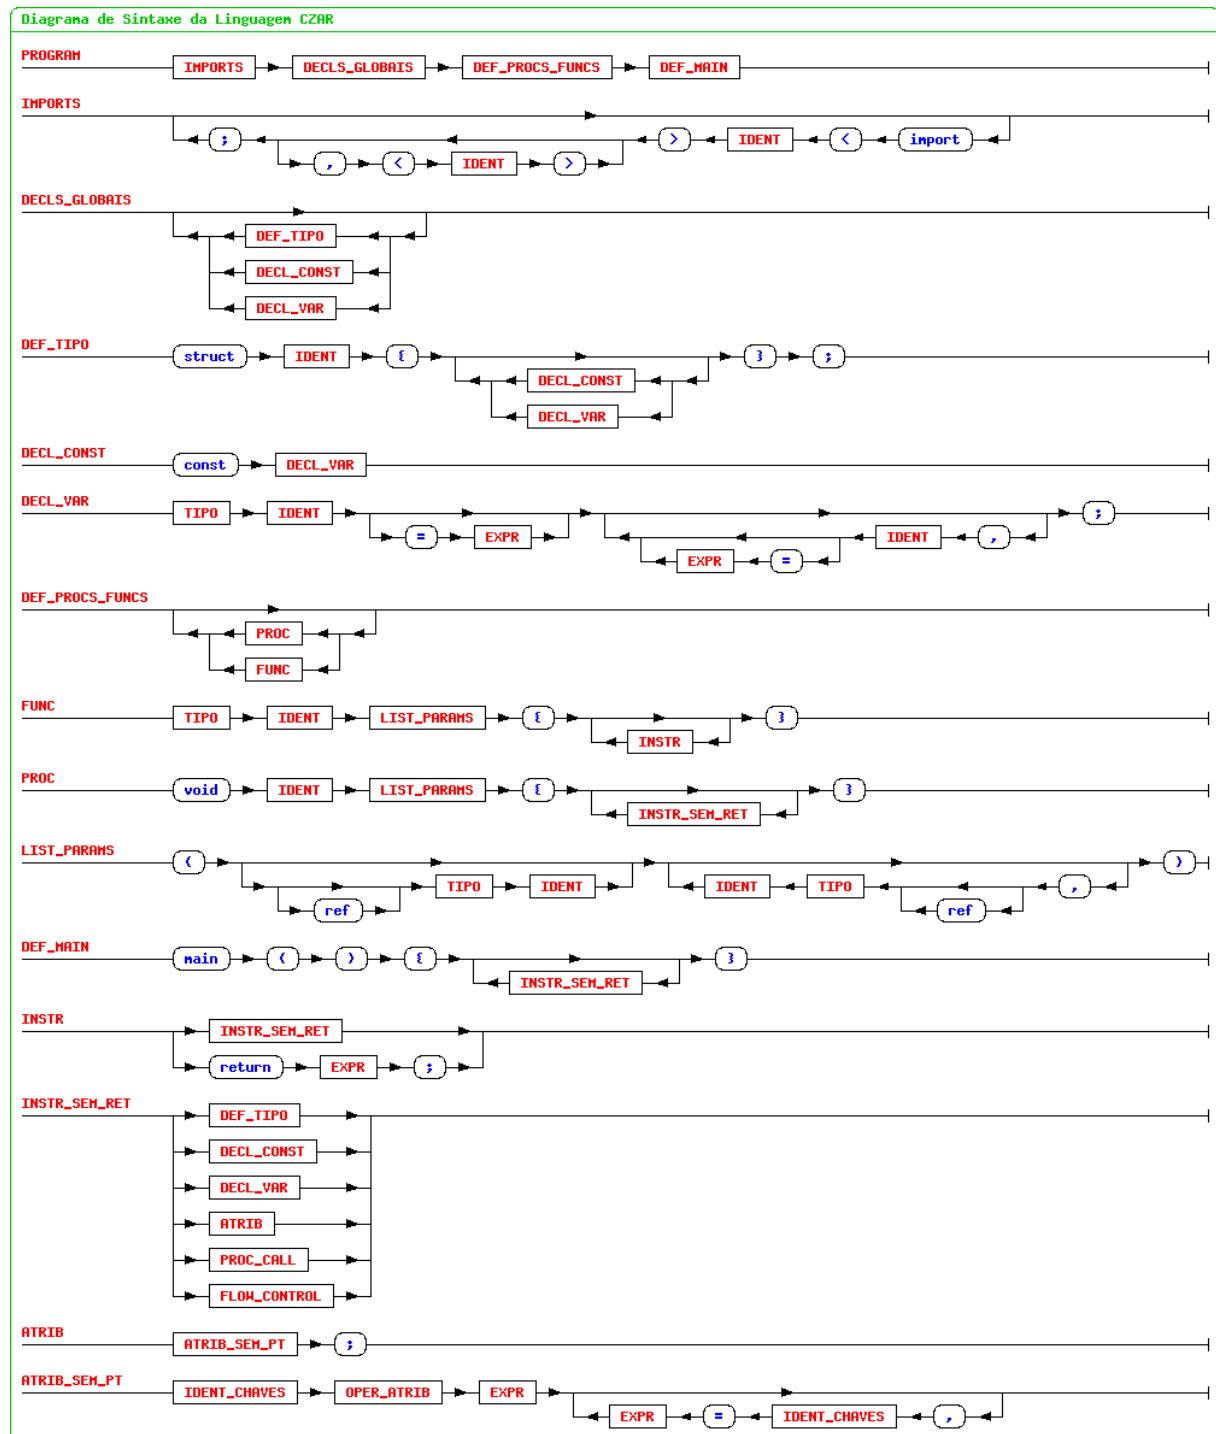 Diagrama de Sintaxe da Linguagem CZAR
PROGRAM
IMPORTS DECLS_GLOBAIS DEF_PROCS_FUNCS DEF_MAIN
IMPORTS
; > IDENT < import
, < IDENT >
DECLS_GLOBAIS
DEF_TIPO
DECL_CONST
DECL_VAR
DEF_TIPO
struct IDENT { } ;
DECL_CONST
DECL_VAR
DECL_CONST
const DECL_VAR
DECL_VAR
TIPO IDENT ;
= EXPR IDENT ,
EXPR =
DEF_PROCS_FUNCS
PROC
FUNC
FUNC
TIPO IDENT LIST_PARAMS { }
INSTR
PROC
void IDENT LIST_PARAMS { }
INSTR_SEM_RET
LIST_PARAMS
( )
TIPO IDENT IDENT TIPO ,
ref ref
DEF_MAIN
main ( ) { }
INSTR_SEM_RET
INSTR
INSTR_SEM_RET
return EXPR ;
INSTR_SEM_RET
DEF_TIPO
DECL_CONST
DECL_VAR
ATRIB
PROC_CALL
FLOW_CONTROL
ATRIB
ATRIB_SEM_PT ;
ATRIB_SEM_PT
IDENT_CHAVES OPER_ATRIB EXPR
EXPR = IDENT_CHAVES ,